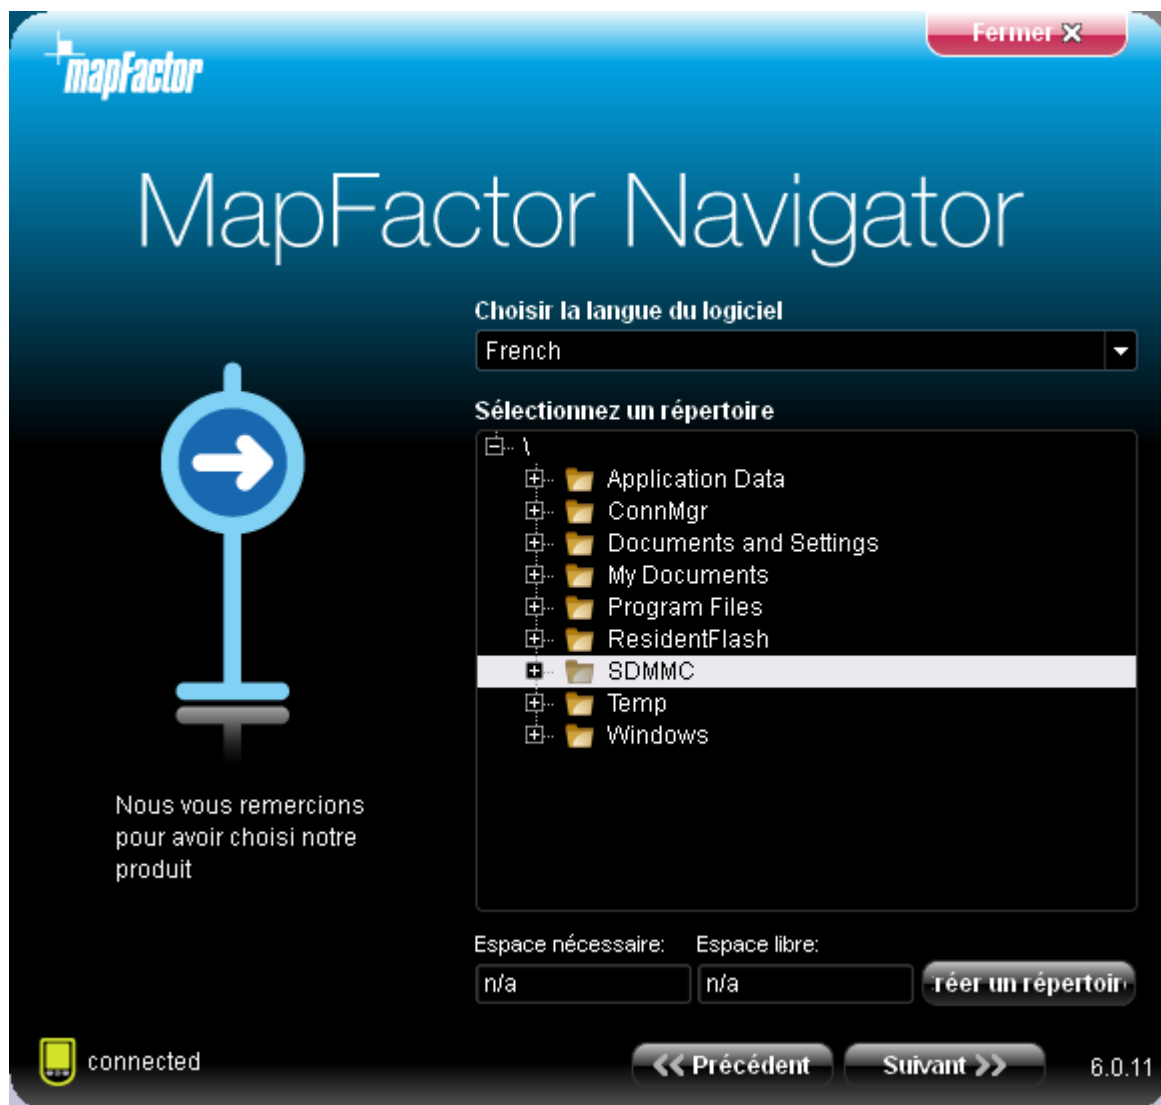 Fermer
mapFactor
MapFactor Navigator
Choisir la langue du logiciel
French
Sélectionnez un répertoire
\
Application Data
ConnMgr
Documents and Settings
My Documents
Program Files
ResidentFlash
SDMMC
Temp
Windows
Nous vous remercions
pour avoir choisi notre
produit
Espace nécessaire: Espace libre:
n/a n/a réer un répertoir
connected << Précédent Suivant >> 6.0.11